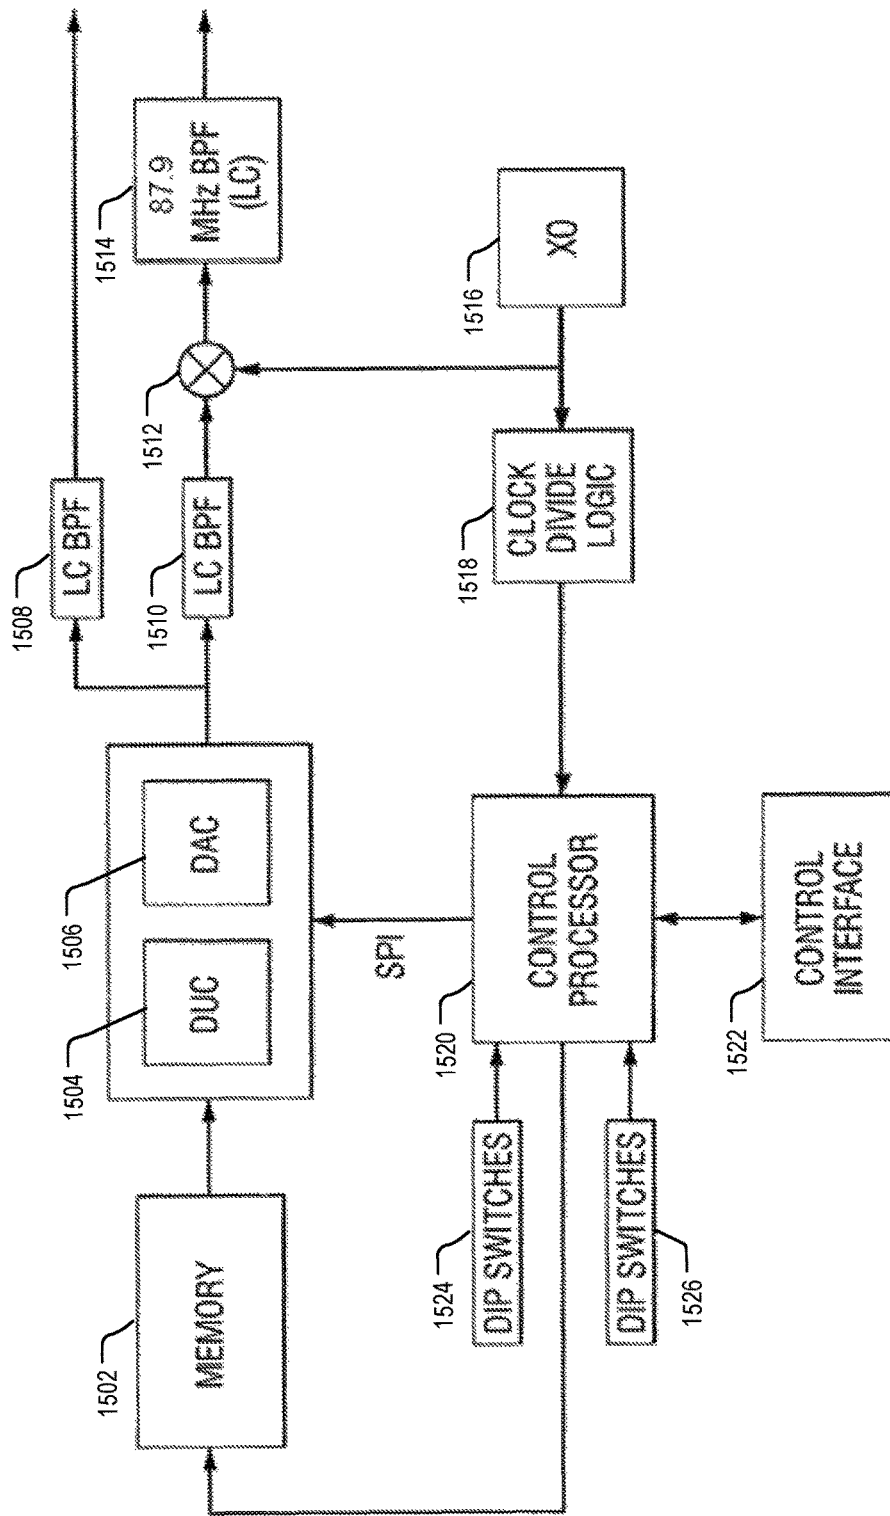 1502
MEMORY
1504
DUC
1506
DAC
1508
LC BPF
1510
LC BPF
1512
1514
87.9
MHz BPF
(LC)
SPI
1524
DIP SWITCHES
1526
DIP SWITCHES
1520
CONTROL
PROCESSOR
1522
CONTROL
INTERFACE
1518
CLOCK
DIVIDE
LOGIC
1516
XO